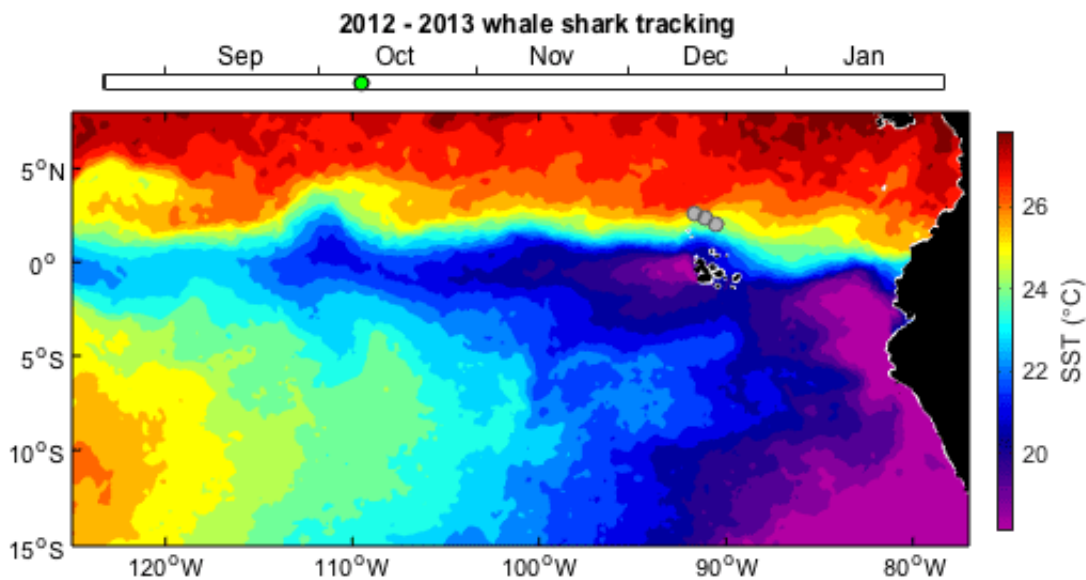 2012 - 2013 whale shark tracking
Sep Oct Nov Dec Jan
5°N
0°
5°S
10°S
15°S
120°W 110°W 100°W 90°W 80°W
26
24
22
20
SST (°C)